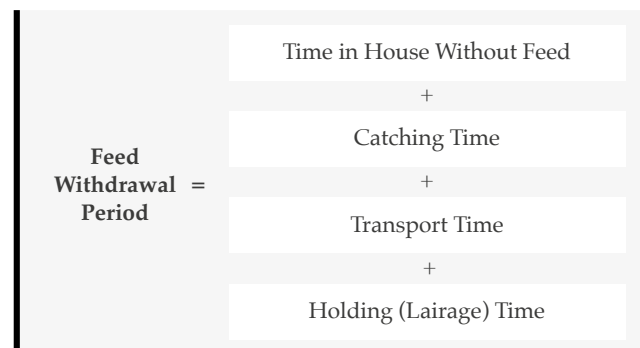 Feed
Withdrawal =
Period
Time in House Without Feed
+
Catching Time
+
Transport Time
+
Holding (Lairage) Time